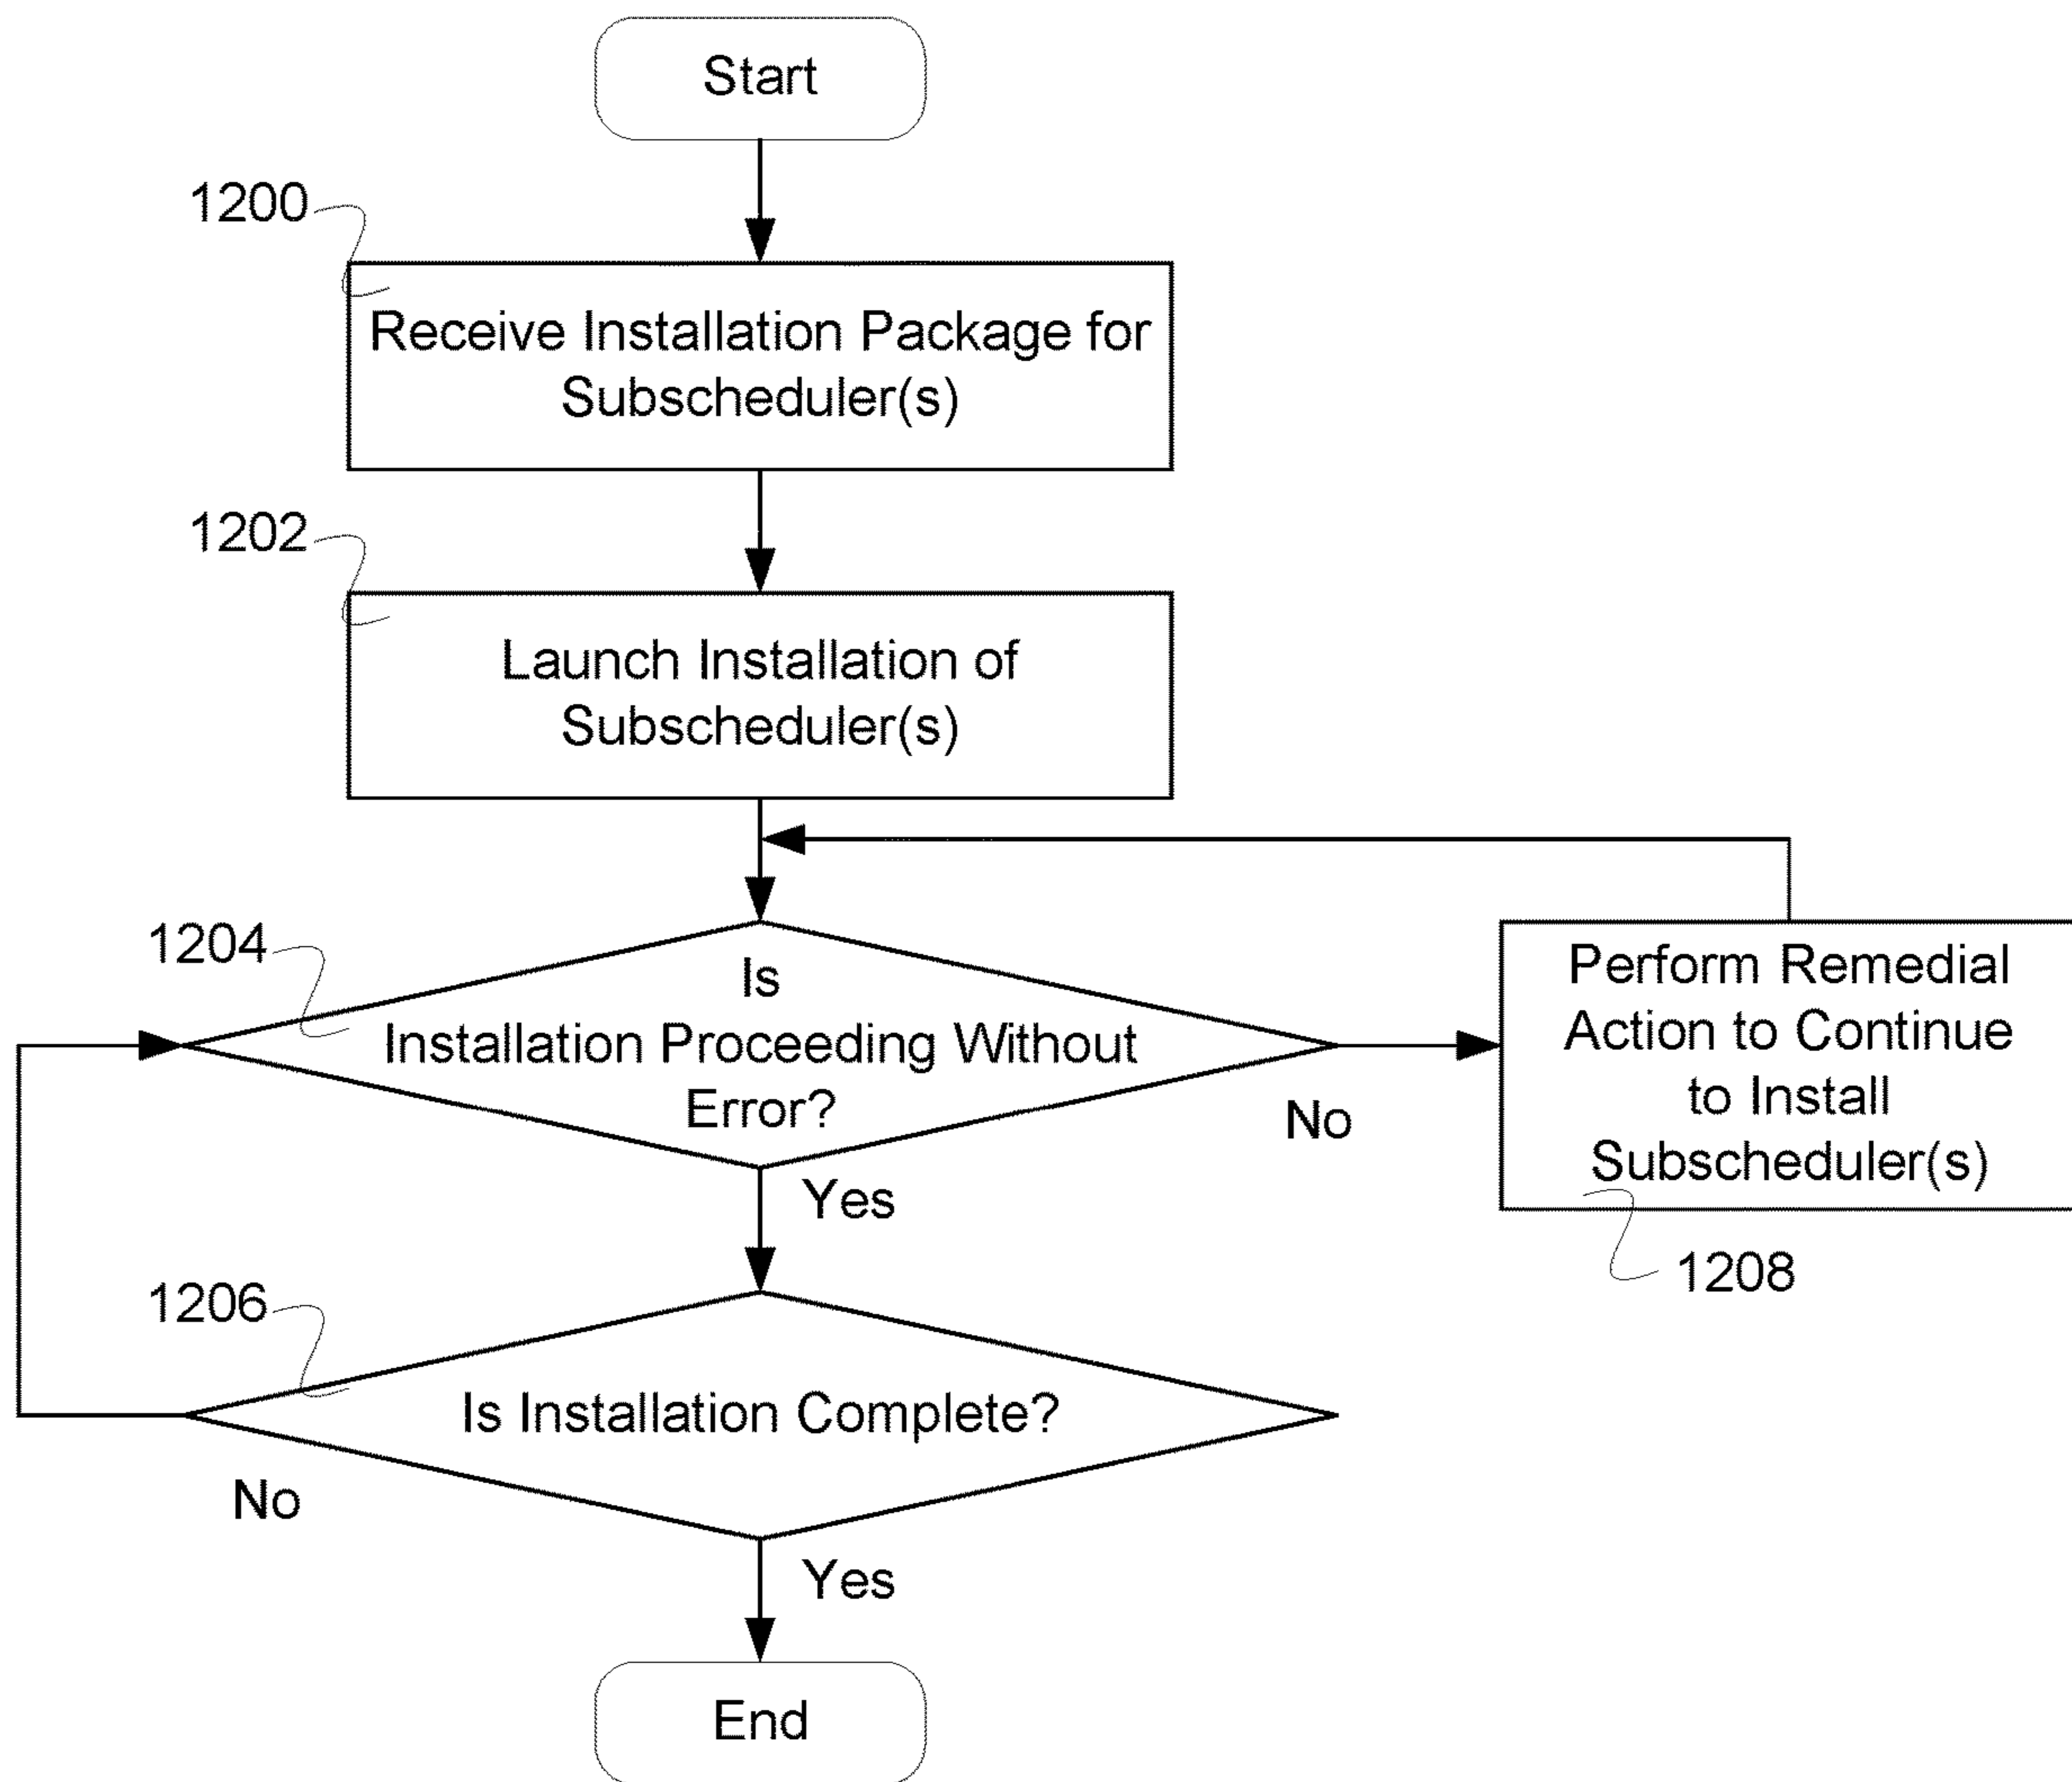 Start
1200
Receive Installation Package for
Subscheduler(s)
1202
Launch Installation of
Subscheduler(s)
1204
Is
Installation Proceeding Without
Error?
No
Perform Remedial
Action to Continue
to Install
Subscheduler(s)
1208
Yes
1206
Is Installation Complete?
No
Yes
End